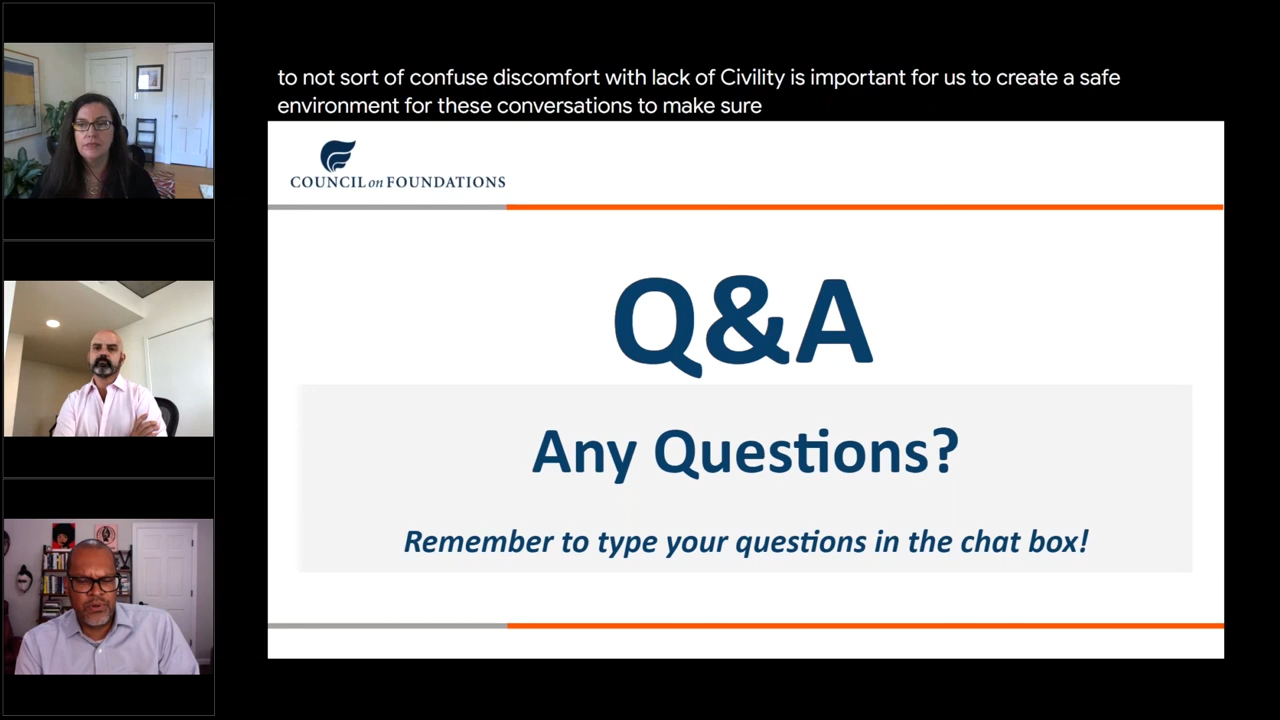 to not sort of confuse discomfort with lack of Civility is important for us to create a safe
environment for these conversations to make sure
COUNCIL on FOUNDATIONS
Q&A
Any Questions?
Remember to type your questions in the chat box!